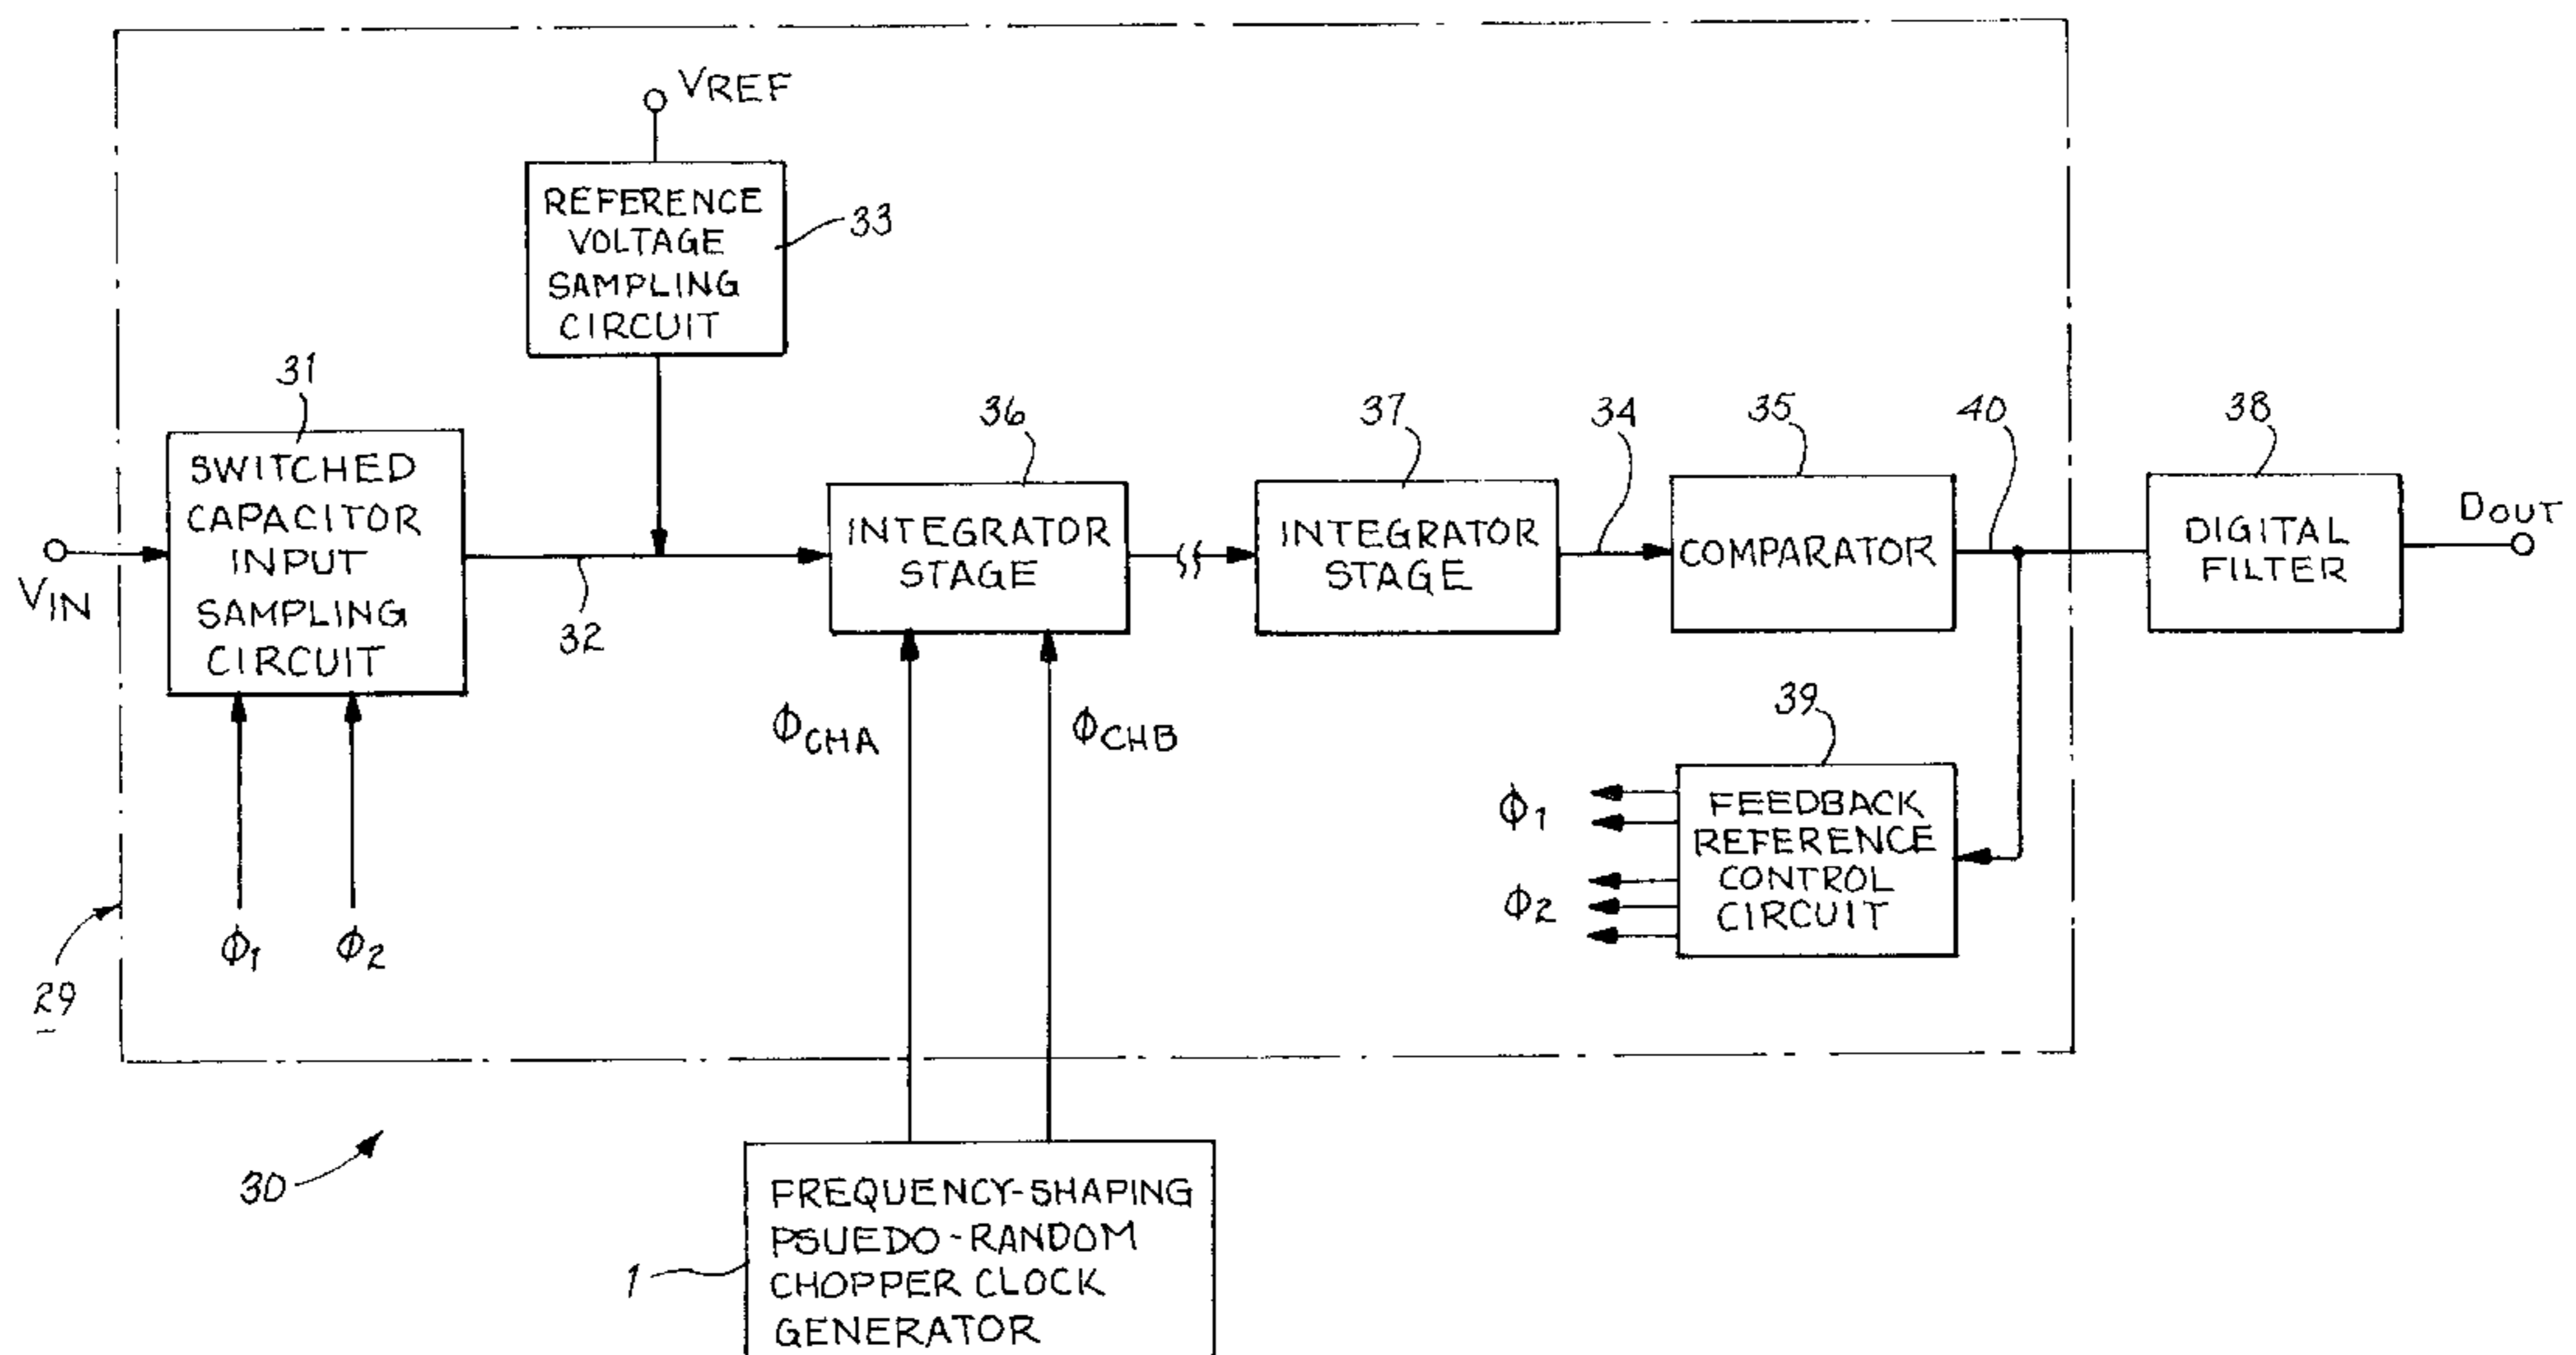 VREF
REFERENCE
VOLTAGE
SAMPLING
CIRCUIT
33
31
SWITCHED
CAPACITOR
INPUT
SAMPLING
CIRCUIT
VIN
32
36
INTEGRATOR
STAGE
37
INTEGRATOR
STAGE
34
35
COMPARATOR
40
38
DIGITAL
FILTER
DOUT
ϕCHA
ϕCHB
39
FEEDBACK
REFERENCE
CONTROL
CIRCUIT
ϕ1
ϕ2
ϕ1
ϕ2
29
30
1
FREQUENCY-SHAPING
PSUEDO-RANDOM
CHOPPER CLOCK
GENERATOR